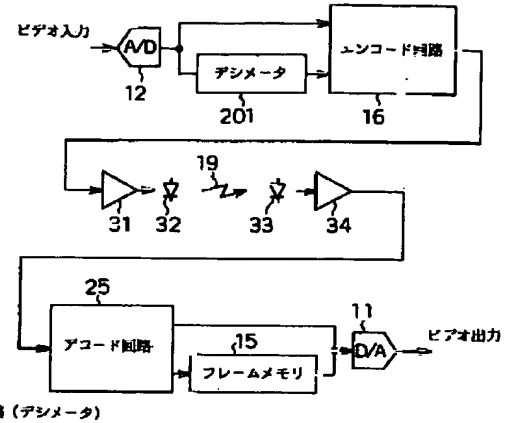 ビデオ入力
A/D
12
デシメータ
201
エンコード回路
16
19
31
32
33
34
25
デコード回路
15
フレームメモリ
11
D/A
ビデオ出力
(デシメータ)